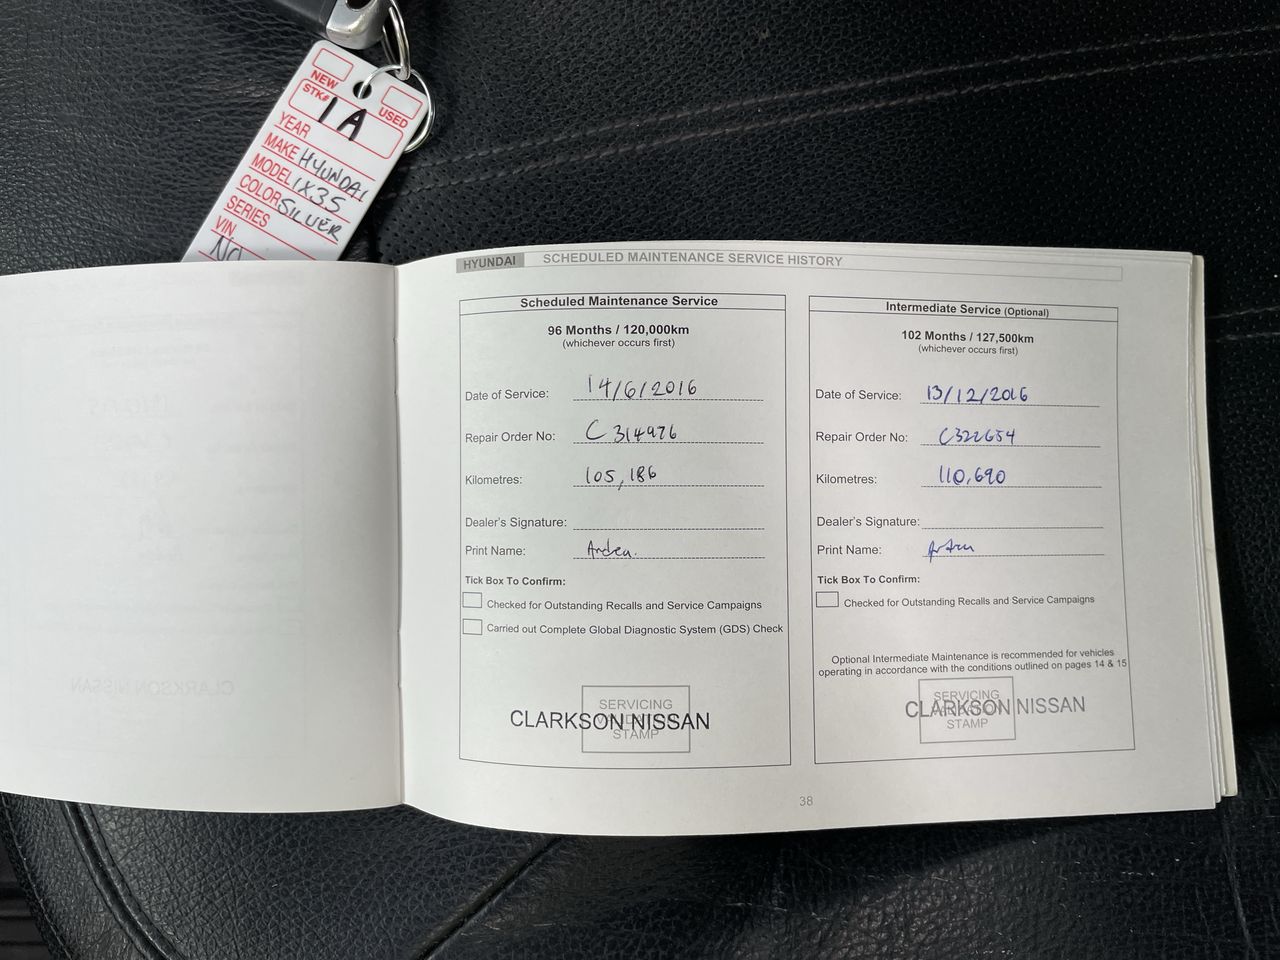 NEW
USED
STK# 1A
YEAR
MAKE HYUNDAI
MODEL IX35
COLOR SILVER
SERIES
VIN
HYUNDAI SCHEDULED MAINTENANCE SERVICE HISTORY
Scheduled Maintenance Service
96 Months / 120,000km
(whichever occurs first)
Date of Service: 14/6/2016
Repair Order No: C314976
Kilometres: 105,186
Dealer's Signature:
Print Name:
Tick Box To Confirm:
Checked for Outstanding Recalls and Service Campaigns
Carried out Complete Global Diagnostic System (GDS) Check
SERVICING
CLARKSON NISSAN
STAMP
Intermediate Service (Optional)
102 Months / 127,500km
(whichever occurs first)
Date of Service: 13/12/2016
Repair Order No: C322654
Kilometres: 110,690
Dealer's Signature:
Print Name:
Tick Box To Confirm:
Checked for Outstanding Recalls and Service Campaigns
Optional Intermediate Maintenance is recommended for vehicles
operating in accordance with the conditions outlined on pages 14 & 15
SERVICING
CLARKSON NISSAN
STAMP
38